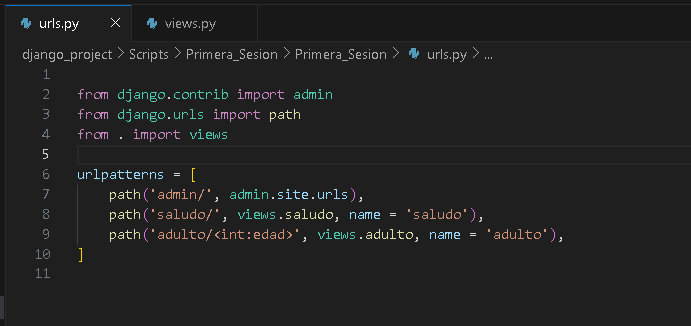 urls.py × views.py
django_project > Scripts > Primera_Sesion > Primera_Sesion > urls.py > ...
1
2 from django.contrib import admin
3 from django.urls import path
4 from . import views
5
6 urlpatterns = [
7     path('admin/', admin.site.urls),
8     path('saludo/', views.saludo, name = 'saludo'),
9     path('adulto/<int:edad>', views.adulto, name = 'adulto'),
10 ]
11